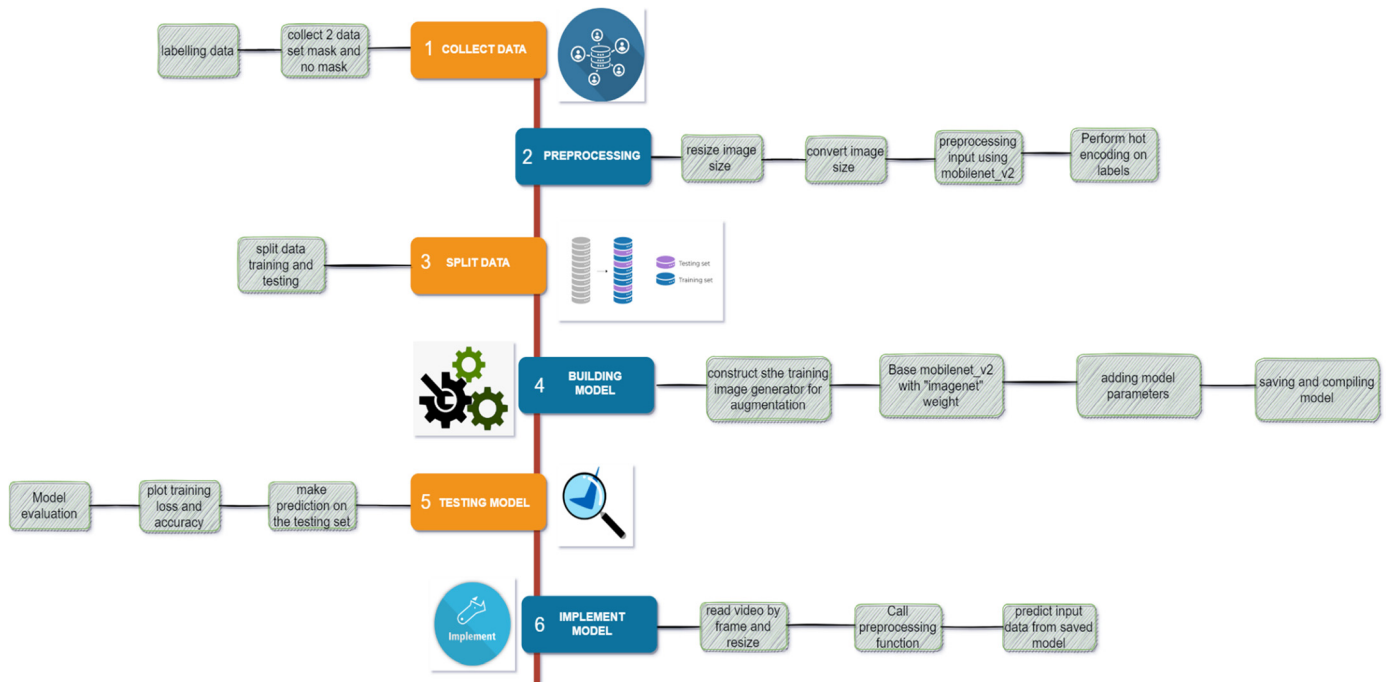 labelling data
collect 2 data
set mask and
no mask
1 COLLECT DATA
2 PREPROCESSING
resize image
size
convert image
size
preprocessing
input using
mobilenet_v2
Perform hot
encoding on
labels
split data
training and
testing
3 SPLIT DATA
Testing set
Training set
4 BUILDING
MODEL
construct sthe training
image generator for
augmentation
Base mobilenet_v2
with "imagenet"
weight
adding model
parameters
saving and compiling
model
Model
evaluation
plot training
loss and
accuracy
make
prediction on
the testing set
5 TESTING MODEL
Implement
6 IMPLEMENT
MODEL
read video by
frame and
resize
Call
preprocessing
function
predict input
data from saved
model